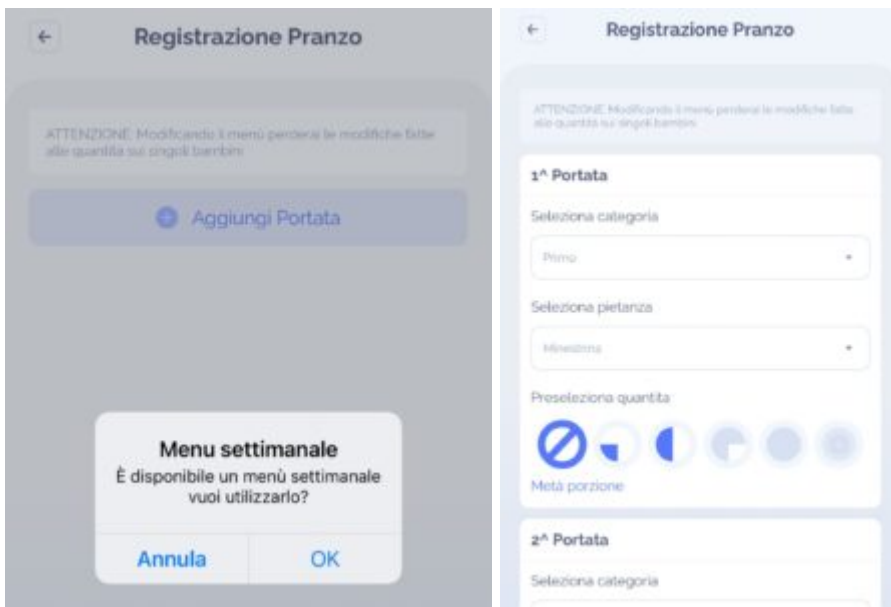 Registrazione Pranzo
ATTENZIONE: Modificando il menù perderai le modifiche fatte
alle quantità sui singoli bambini
Aggiungi Portata
Menu settimanale
È disponibile un menù settimanale
vuoi utilizzarlo?
Annulla OK
Registrazione Pranzo
ATTENZIONE: Modificando il menù perderai le modifiche fatte
alle quantità sui singoli bambini
1^ Portata
Seleziona categoria
Primo
Seleziona pietanza
Minestrina
Preseleziona quantità
Metà porzione
2^ Portata
Seleziona categoria